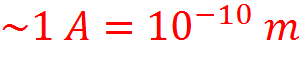 ~1 A = 10⁻¹⁰ m